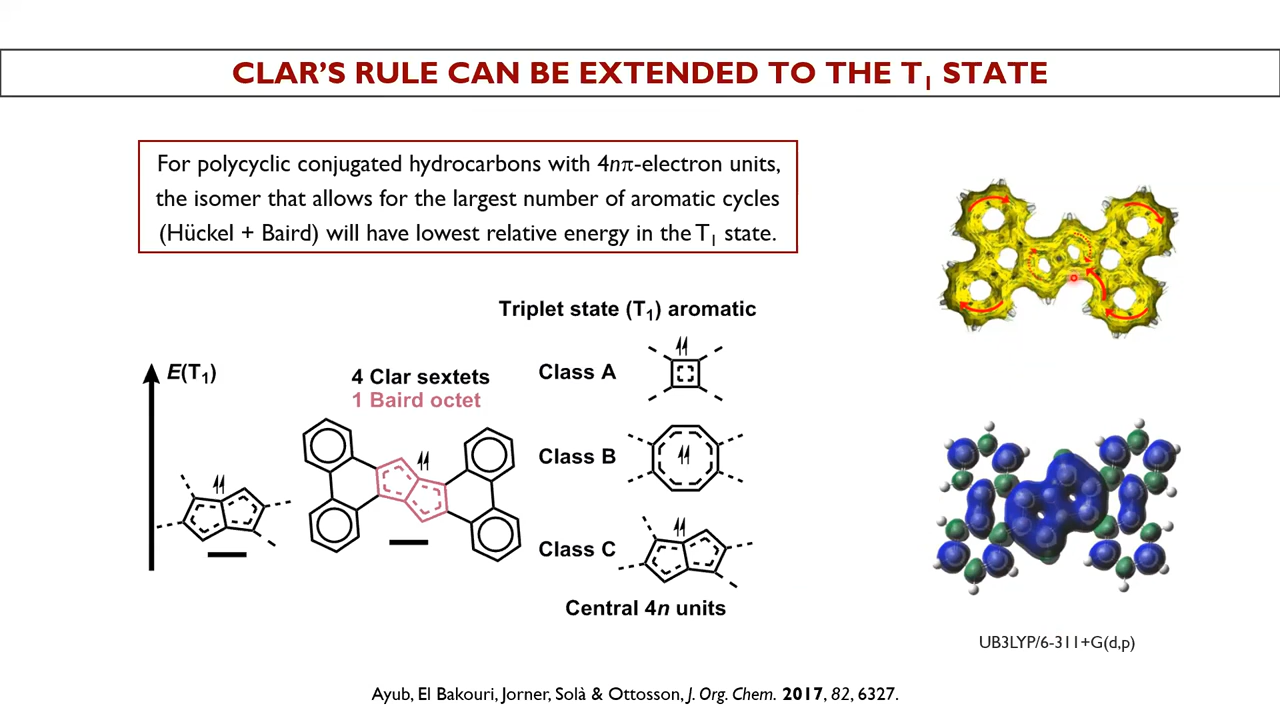 CLAR'S RULE CAN BE EXTENDED TO THE T₁ STATE
For polycyclic conjugated hydrocarbons with 4nπ-electron units,
the isomer that allows for the largest number of aromatic cycles
(Hückel + Baird) will have lowest relative energy in the T₁ state.
Triplet state (T₁) aromatic
E(T₁)
4 Clar sextets
1 Baird octet
Class A
Class B
Class C
Central 4n units
UB3LYP/6-311+G(d,p)
Ayub, El Bakouri, Jorner, Solà & Ottosson, J. Org. Chem. 2017, 82, 6327.